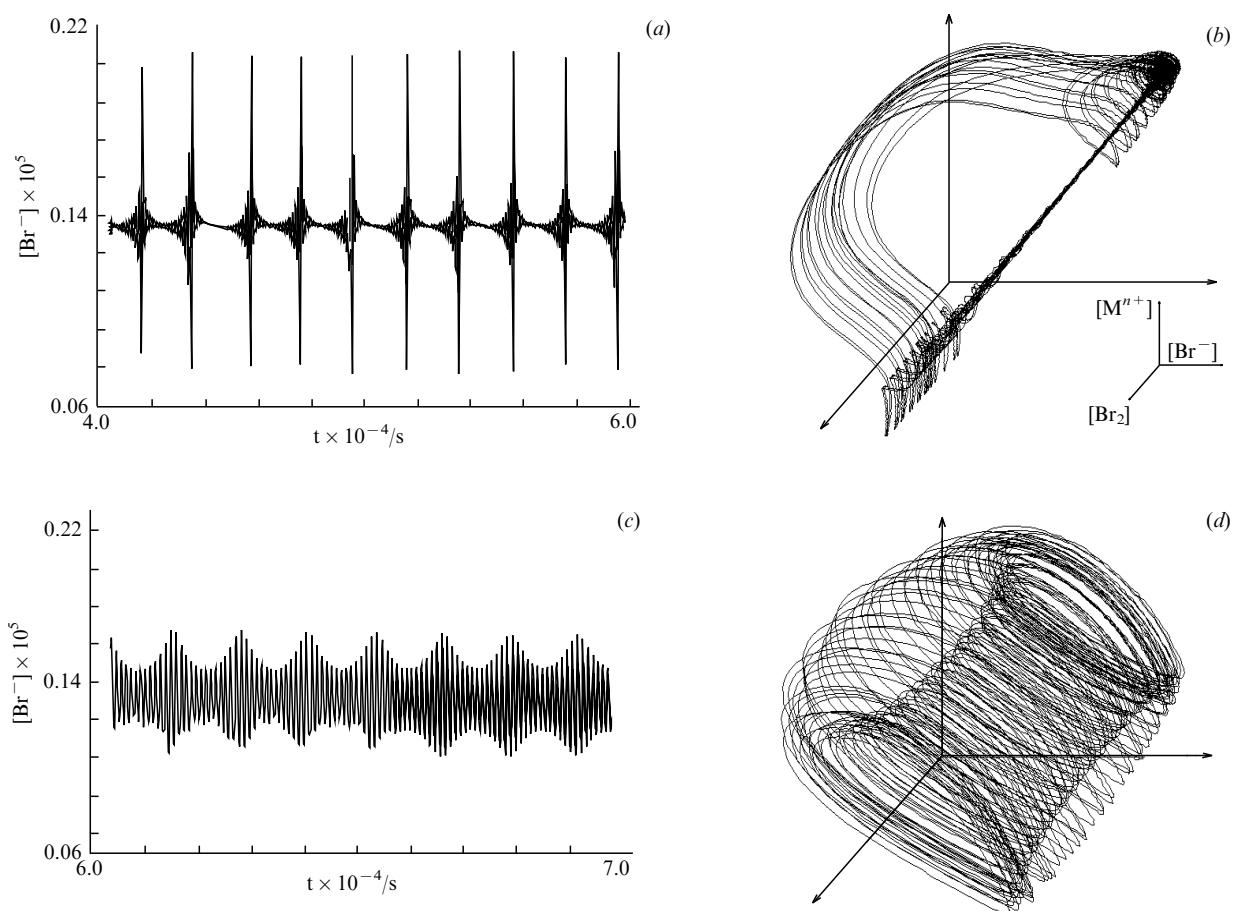 0.22
(a)
[Br⁻] × 10⁵
0.14
0.06
4.0
6.0
t × 10⁻⁴/s
(b)
[Mⁿ⁺]
[Br⁻]
[Br₂]
0.22
(c)
[Br⁻] × 10⁵
0.14
0.06
6.0
7.0
t × 10⁻⁴/s
(d)